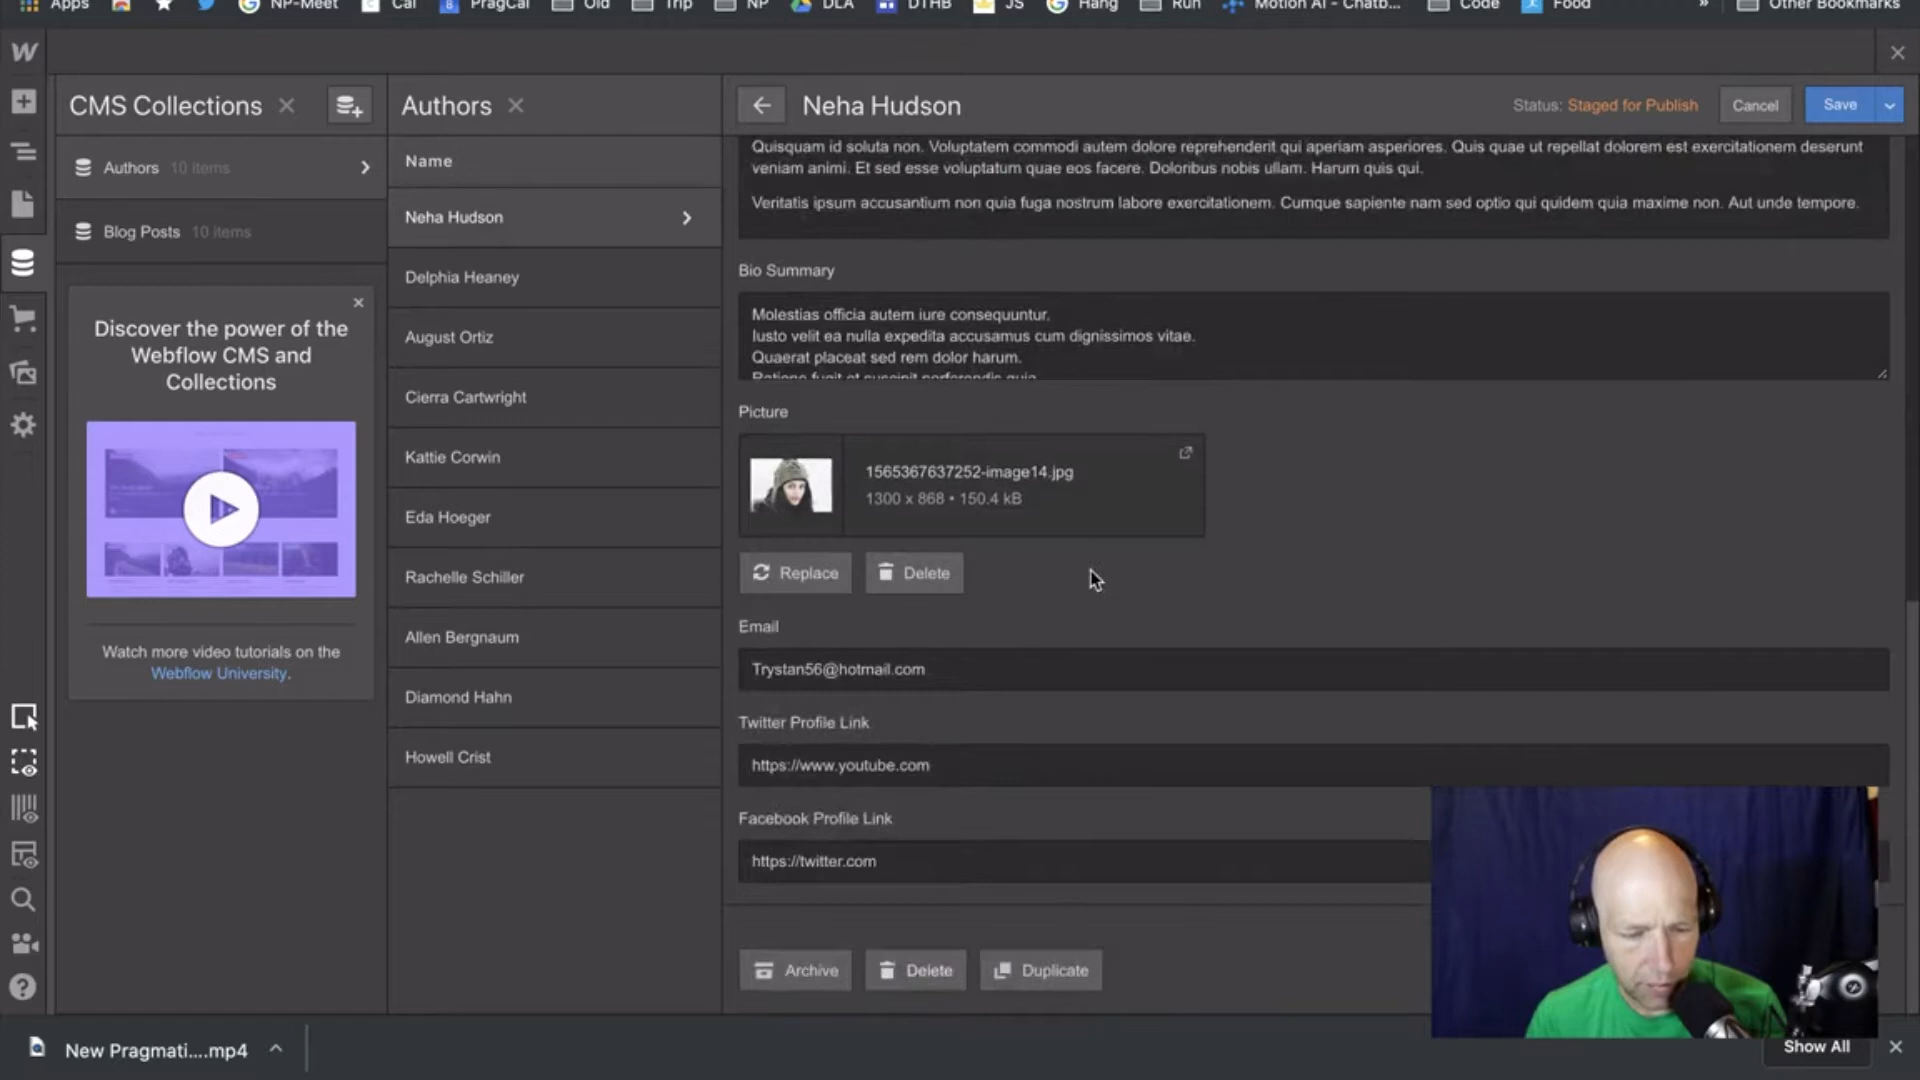 Apps
NP-Meet
Cal
PragCal
Old
Trip
NP
DLA
DTHB
JS
Hang
Run
Motion AI - Chatb...
Code
Food
»
Other Bookmarks
CMS Collections
Authors
Neha Hudson
Status: Staged for Publish
Cancel
Save
Authors 10 items
Blog Posts 10 items
Discover the power of the
Webflow CMS and
Collections
Watch more video tutorials on the
Webflow University.
Name
Neha Hudson
Delphia Heaney
August Ortiz
Cierra Cartwright
Kattie Corwin
Eda Hoeger
Rachelle Schiller
Allen Bergnaum
Diamond Hahn
Howell Crist
Quisquam id soluta non. Voluptatem commodi autem dolore reprehenderit qui aperiam asperiores. Quis quae ut repellat dolorem est exercitationem deserunt
veniam animi. Et sed esse voluptatum quae eos facere. Doloribus nobis ullam. Harum quis qui.
Veritatis ipsum accusantium non quia fuga nostrum labore exercitationem. Cumque sapiente nam sed optio qui quidem quia maxime non. Aut unde tempore.
Bio Summary
Molestias officia autem iure consequuntur.
Iusto velit ea nulla expedita accusamus cum dignissimos vitae.
Quaerat placeat sed rem dolor harum.
Ratione fugit et suscipit perferendis quia
Picture
1565367637252-image14.jpg
1300 x 868 • 150.4 kB
Replace
Delete
Email
Trystan56@hotmail.com
Twitter Profile Link
https://www.youtube.com
Facebook Profile Link
https://twitter.com
Archive
Delete
Duplicate
New Pragmati....mp4
Show All